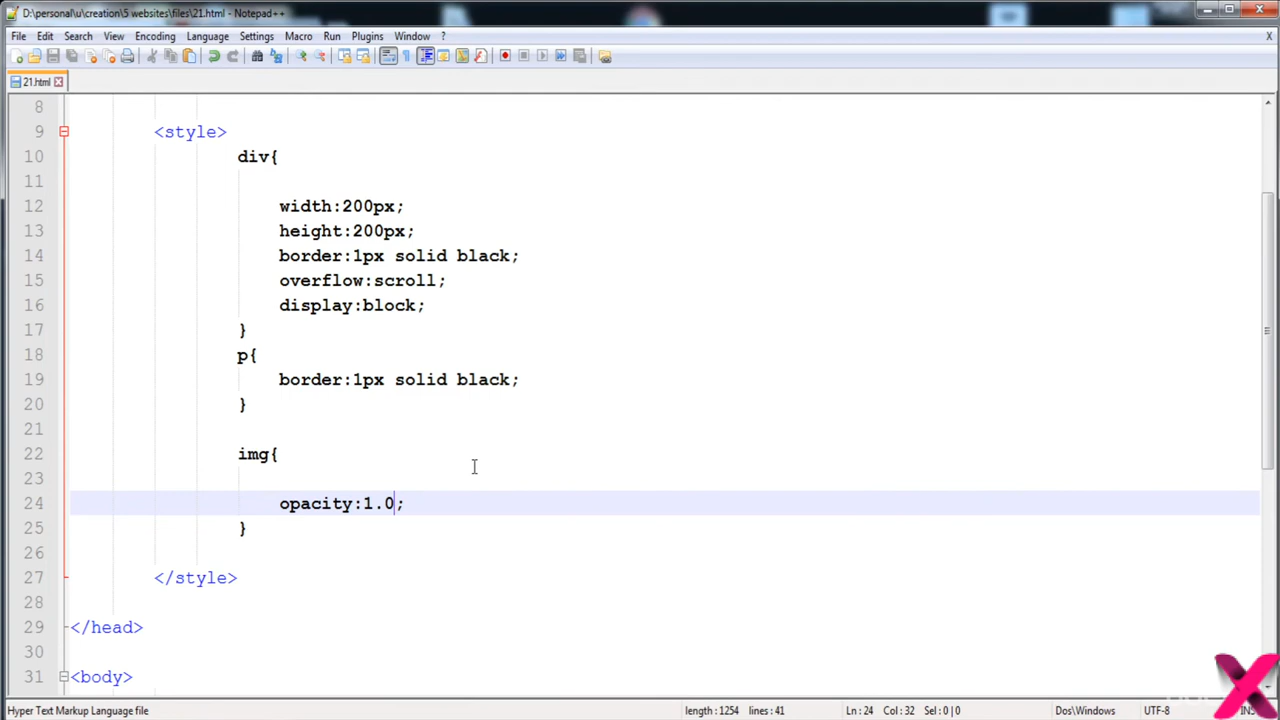 D:\personal\u\creation\5 websites\files\21.html - Notepad++
File Edit Search View Encoding Language Settings Macro Run Plugins Window ? X
21.html
8
9 <style>
10 div{
11
12 width:200px;
13 height:200px;
14 border:1px solid black;
15 overflow:scroll;
16 display:block;
17 }
18 p{
19 border:1px solid black;
20 }
21
22 img{
23
24 opacity:1.0;
25 }
26
27 </style>
28
29 </head>
30
31 <body>
Hyper Text Markup Language file length : 1254 lines : 41 Ln : 24 Col : 32 Sel : 0 | 0 Dos\Windows UTF-8 INS